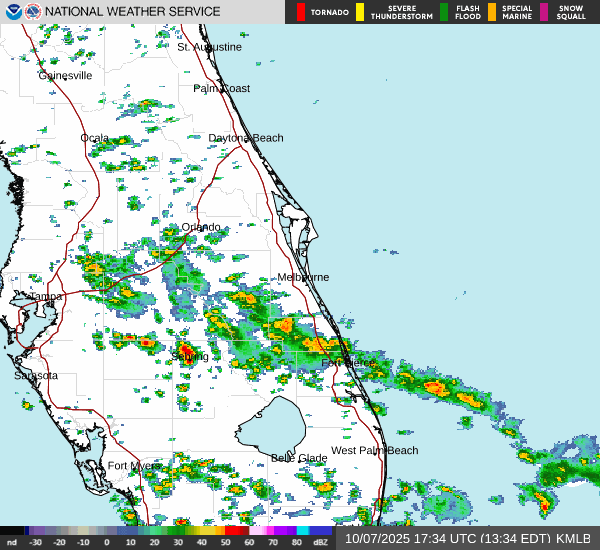 NATIONAL WEATHER SERVICE
TORNADO
SEVERE THUNDERSTORM
FLASH FLOOD
SPECIAL MARINE
SNOW SQUALL
St. Augustine
Gainesville
Palm Coast
Ocala
Daytona Beach
Orlando
Melbourne
Tampa
Sebring
Fort Pierce
Sarasota
West Palm Beach
Belle Glade
Fort Myers
nd -30 -20 -10 0 10 20 30 40 50 60 70 80 dBZ
10/07/2025 17:34 UTC (13:34 EDT) KMLB